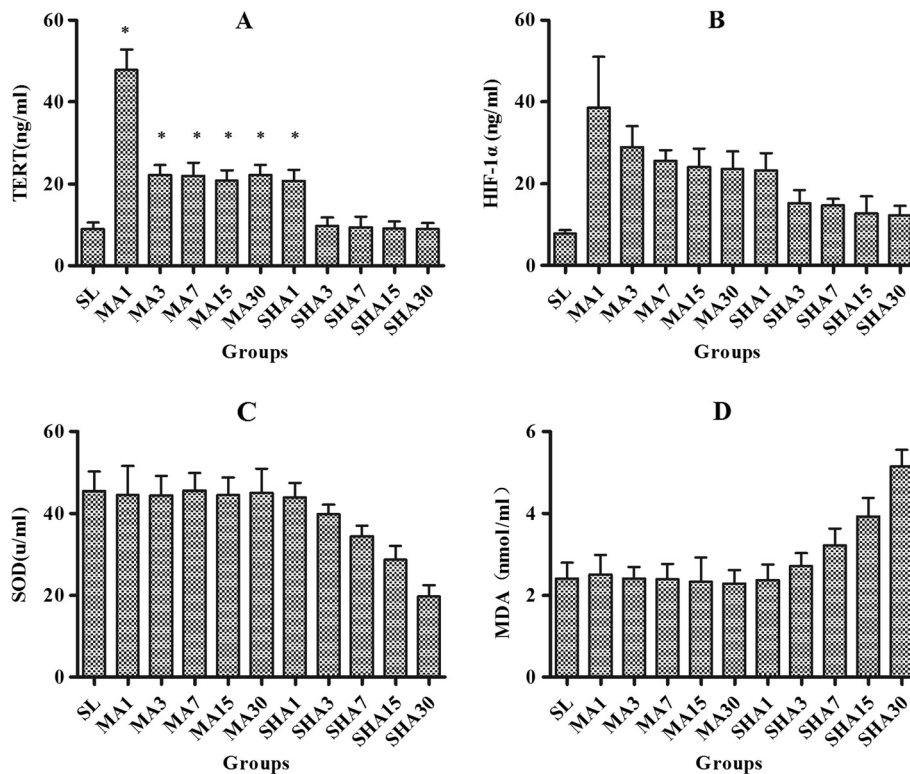 A
TERT(ng/ml)
60
40
20
0
*
* * * * *
SL MA1 MA3 MA7 MA15 MA30 SHA1 SHA3 SHA7 SHA15 SHA30
Groups
B
HIF-1α (ng/ml)
60
40
20
0
SL MA1 MA3 MA7 MA15 MA30 SHA1 SHA3 SHA7 SHA15 SHA30
Groups
C
SOD(u/ml)
60
40
20
0
SL MA1 MA3 MA7 MA15 MA30 SHA1 SHA3 SHA7 SHA15 SHA30
Groups
D
MDA (nmol/ml)
6
4
2
0
SL MA1 MA3 MA7 MA15 MA30 SHA1 SHA3 SHA7 SHA15 SHA30
Groups